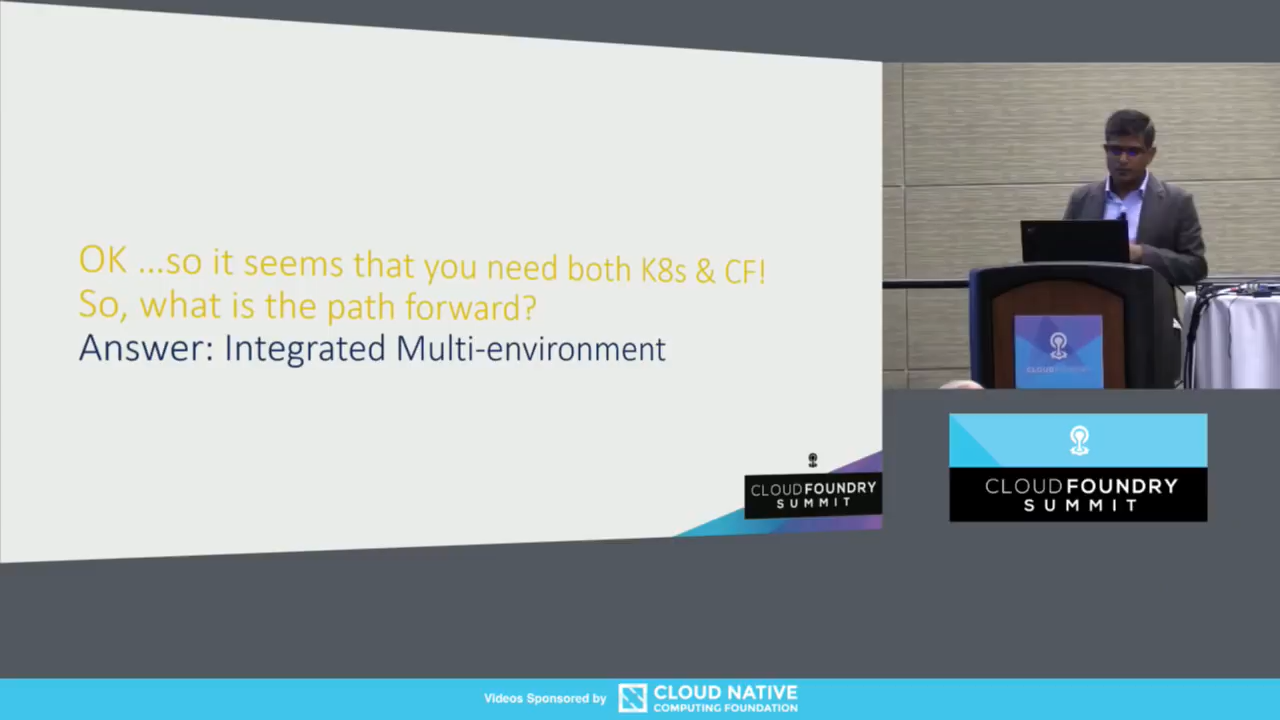 OK ...so it seems that you need both K8s & CF!
So, what is the path forward?
Answer: Integrated Multi-environment
CLOUDFOUNDRY
SUMMIT
CLOUDFOUNDRY
CLOUDFOUNDRY
SUMMIT
Videos Sponsored by
CLOUD NATIVE
COMPUTING FOUNDATION